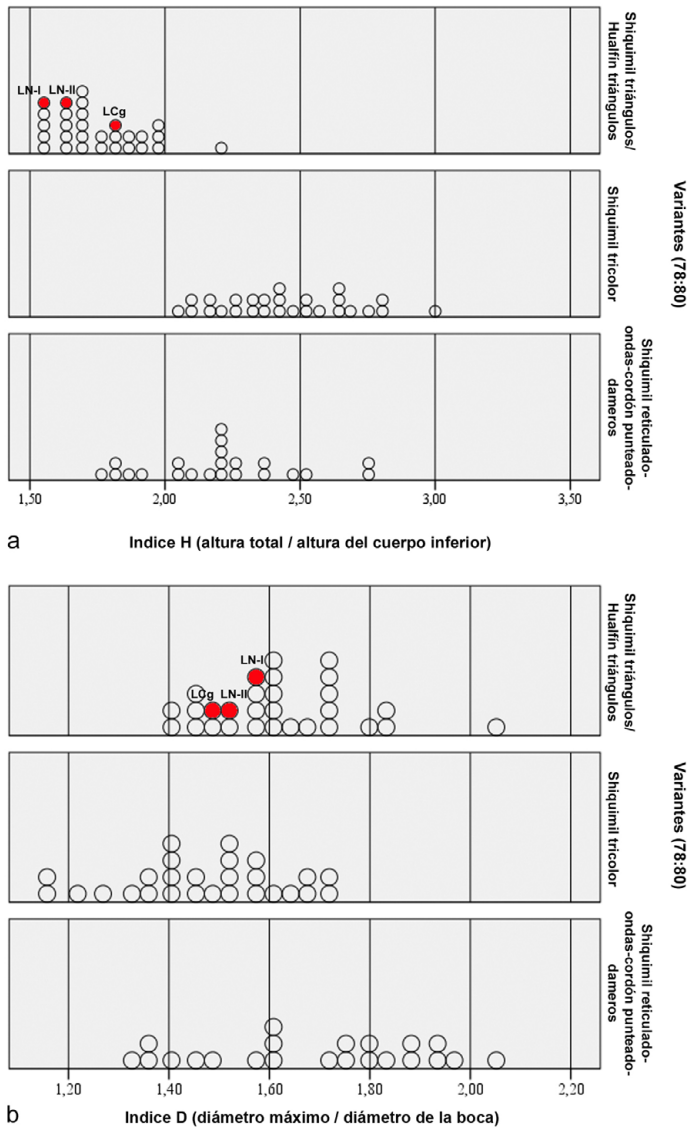 LN-I LN-II
LCg
Shiquimil triángulos/
Hualfín triángulos
Shiquimil tricolor
Variantes (78:80)
Shiquimil reticulado-
ondas-cordón punteado-
dameros
1,50 2,00 2,50 3,00 3,50
a
Indice H (altura total / altura del cuerpo inferior)
LN-I
LCg LN-II
Shiquimil triángulos/
Hualfín triángulos
Shiquimil tricolor
Variantes (78:80)
Shiquimil reticulado-
ondas-cordón punteado-
dameros
1,20 1,40 1,60 1,80 2,00 2,20
b
Indice D (diámetro máximo / diámetro de la boca)